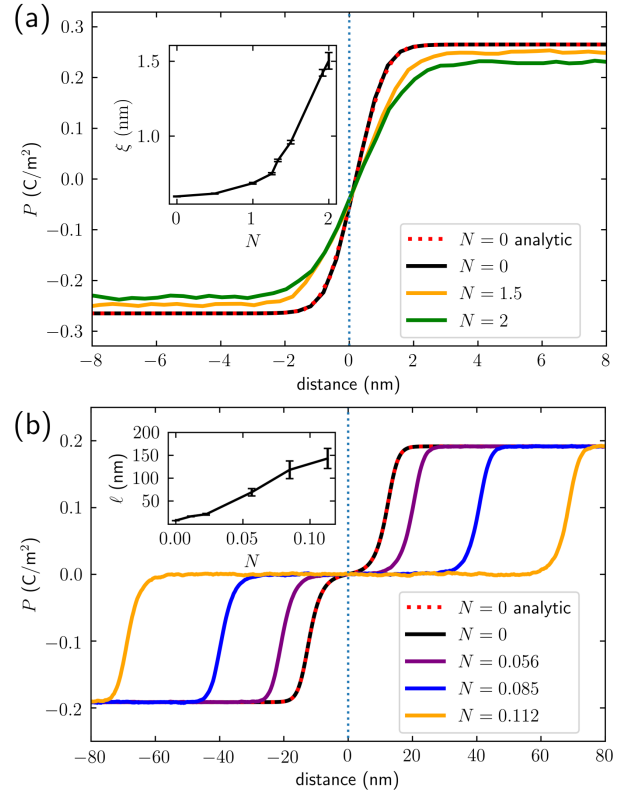 (a)
0.3
0.2
0.1
0.0
−0.1
−0.2
−0.3
P (C/m²)
1.5
1.0
ξ (nm)
0 1 2
N
N = 0 analytic
N = 0
N = 1.5
N = 2
−8 −6 −4 −2 0 2 4 6 8
distance (nm)
(b)
0.2
0.1
0.0
−0.1
−0.2
P (C/m²)
200
150
100
50
ℓ (nm)
0.00 0.05 0.10
N
N = 0 analytic
N = 0
N = 0.056
N = 0.085
N = 0.112
−80 −60 −40 −20 0 20 40 60 80
distance (nm)